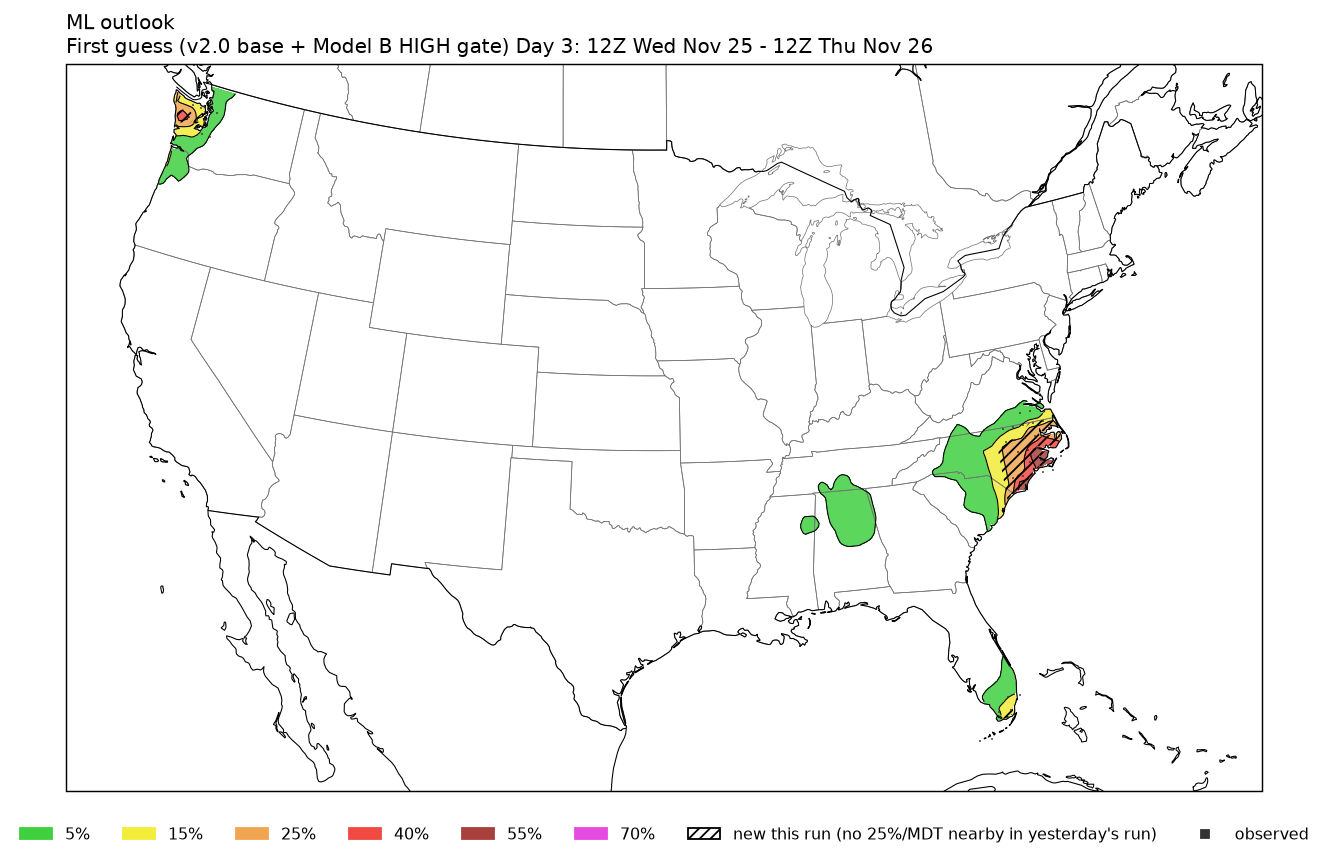 ML outlook
First guess (v2.0 base + Model B HIGH gate) Day 3: 12Z Wed Nov 25 - 12Z Thu Nov 26
5% 15% 25% 40% 55% 70% new this run (no 25%/MDT nearby in yesterday's run) observed